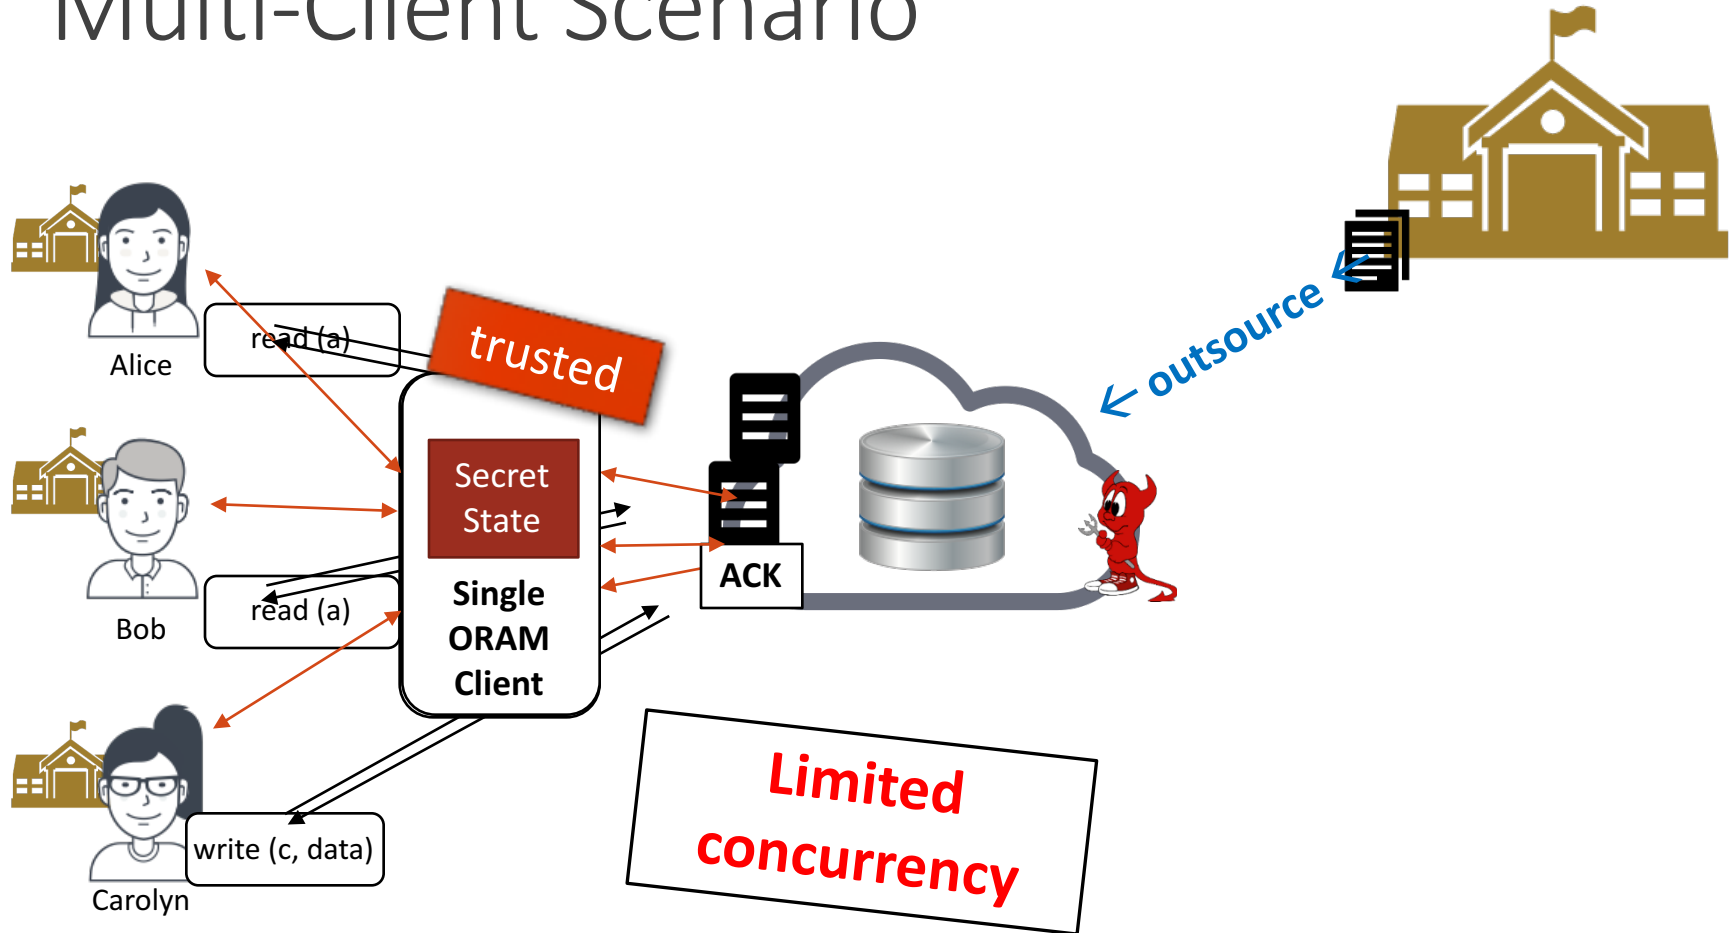 Multi-Client Scenario
Alice
read (a)
trusted
← outsource ←
Secret
State
Single
ORAM
Client
ACK
Bob
read (a)
Carolyn
write (c, data)
Limited
concurrency